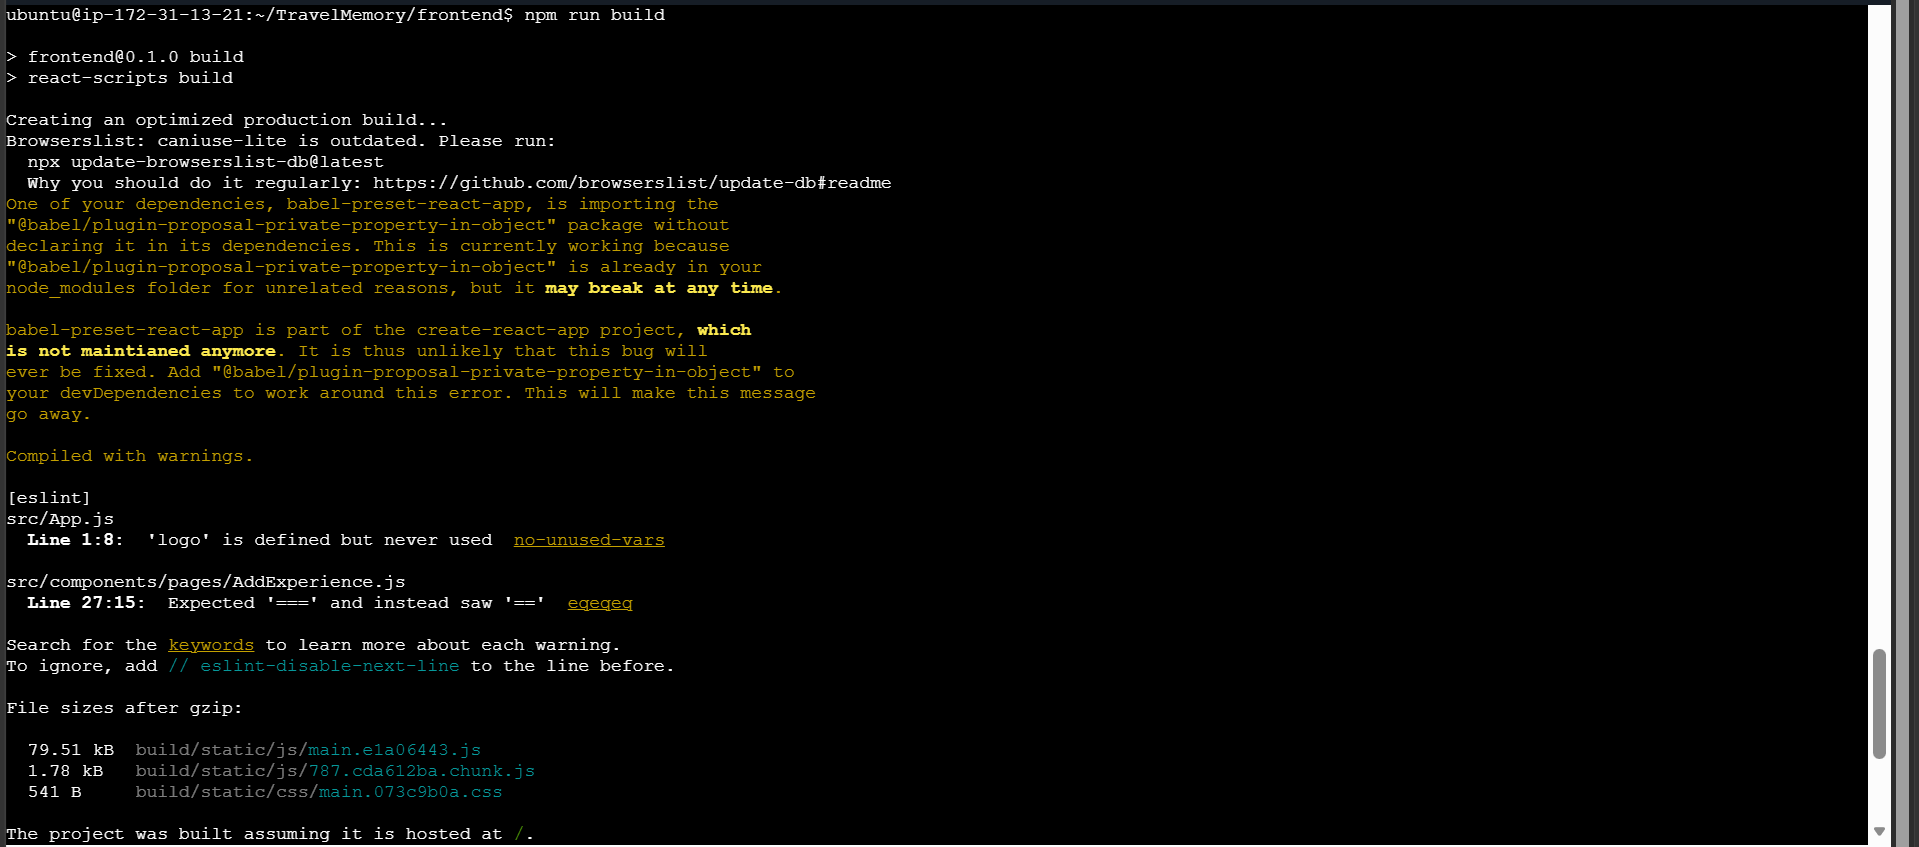 ubuntu@ip-172-31-13-21:~/TravelMemory/frontend$ npm run build
> frontend@0.1.0 build
> react-scripts build
Creating an optimized production build...
Browserslist: caniuse-lite is outdated. Please run:
  npx update-browserslist-db@latest
  Why you should do it regularly: https://github.com/browserslist/update-db#readme
One of your dependencies, babel-preset-react-app, is importing the
"@babel/plugin-proposal-private-property-in-object" package without
declaring it in its dependencies. This is currently working because
"@babel/plugin-proposal-private-property-in-object" is already in your
node_modules folder for unrelated reasons, but it may break at any time.
babel-preset-react-app is part of the create-react-app project, which
is not maintianed anymore. It is thus unlikely that this bug will
ever be fixed. Add "@babel/plugin-proposal-private-property-in-object" to
your devDependencies to work around this error. This will make this message
go away.
Compiled with warnings.
[eslint]
src/App.js
  Line 1:8:  'logo' is defined but never used  no-unused-vars
src/components/pages/AddExperience.js
  Line 27:15:  Expected '===' and instead saw '=='  eqeqeq
Search for the keywords to learn more about each warning.
To ignore, add // eslint-disable-next-line to the line before.
File sizes after gzip:
  79.51 kB  build/static/js/main.e1a06443.js
  1.78 kB   build/static/js/787.cda612ba.chunk.js
  541 B     build/static/css/main.073c9b0a.css
The project was built assuming it is hosted at /.